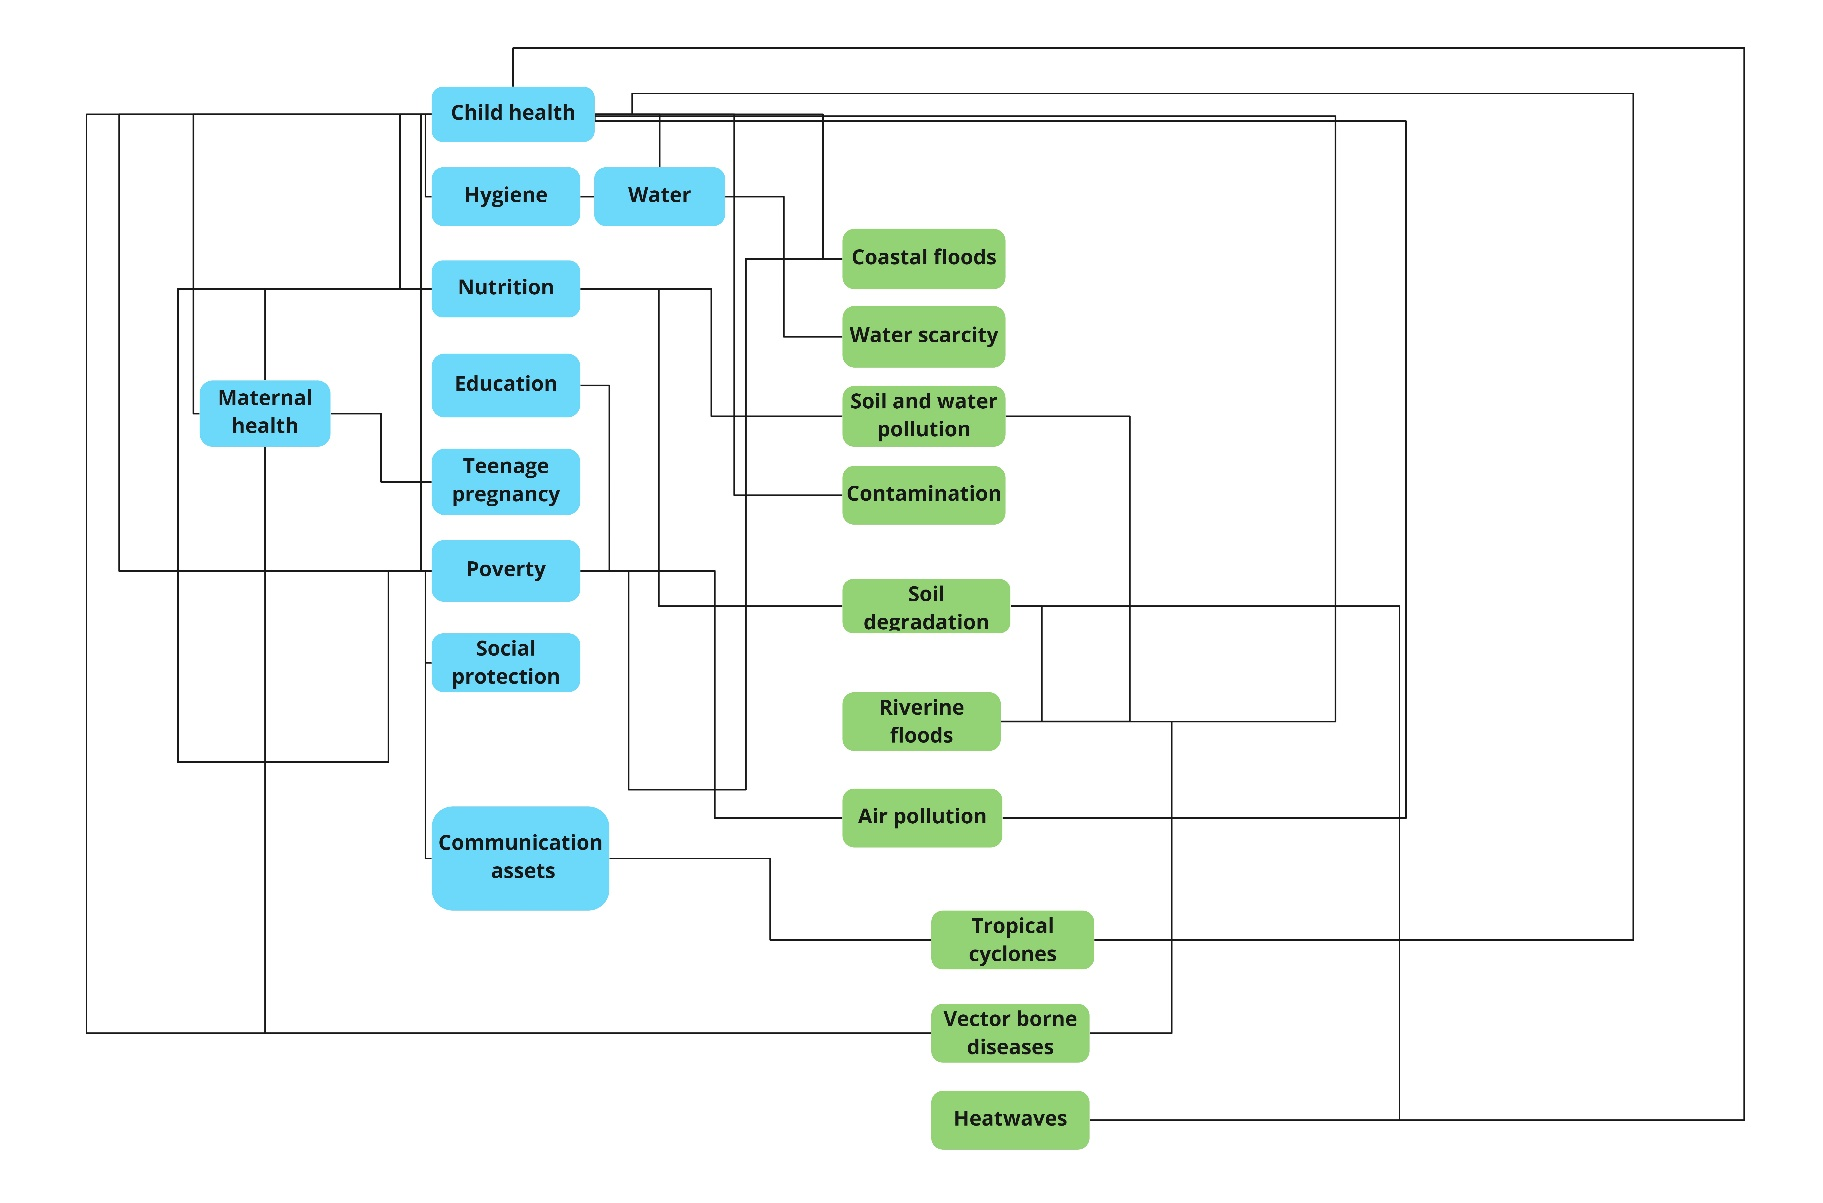 Child health
Hygiene
Water
Coastal floods
Nutrition
Water scarcity
Education
Maternal
health
Soil and water
pollution
Teenage
pregnancy
Contamination
Poverty
Soil
degradation
Social
protection
Riverine
floods
Air pollution
Communication
assets
Tropical
cyclones
Vector borne
diseases
Heatwaves